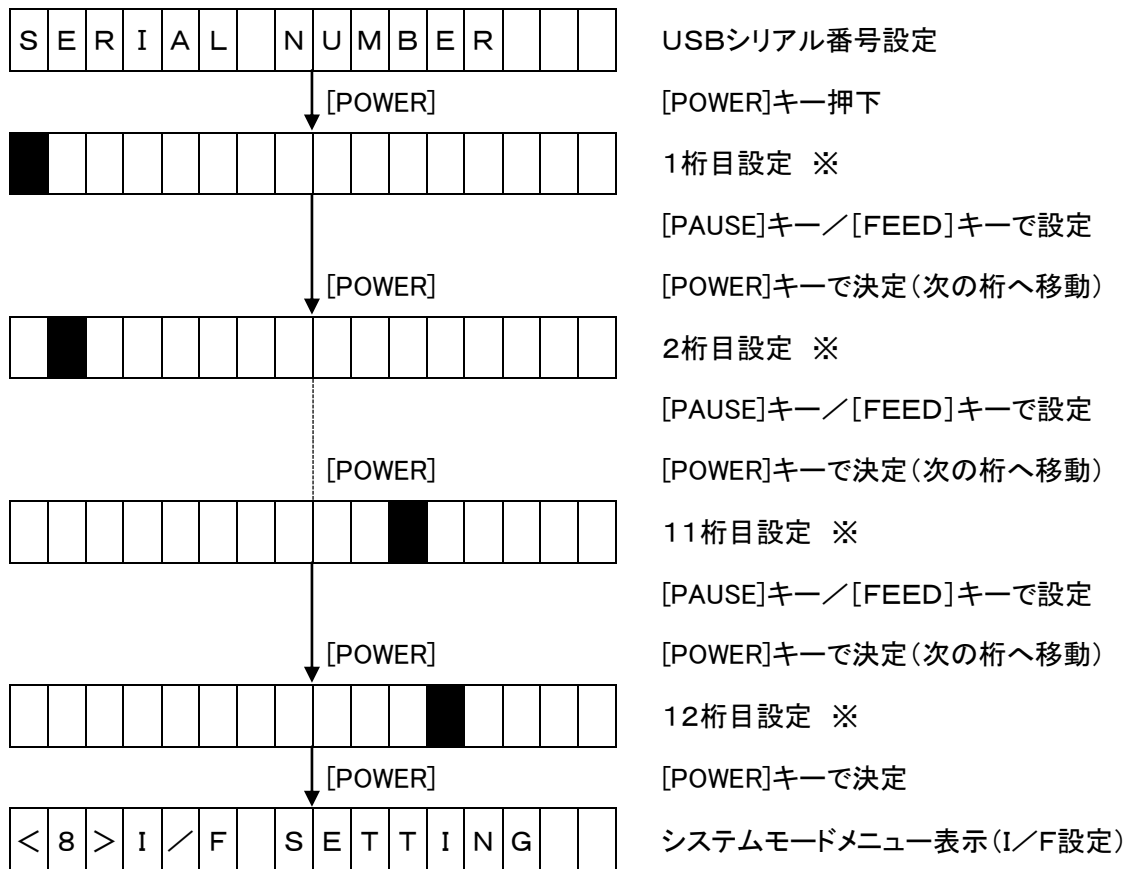 SERIAL NUMBER USBシリアル番号設定
[POWER] [POWER]キー押下
1桁目設定 ※
[PAUSE]キー/[FEED]キーで設定
[POWER] [POWER]キーで決定(次の桁へ移動)
2桁目設定 ※
[PAUSE]キー/[FEED]キーで設定
[POWER] [POWER]キーで決定(次の桁へ移動)
11桁目設定 ※
[PAUSE]キー/[FEED]キーで設定
[POWER] [POWER]キーで決定(次の桁へ移動)
12桁目設定 ※
[POWER] [POWER]キーで決定
<8>I/F SETTING システムモードメニュー表示(I/F設定)